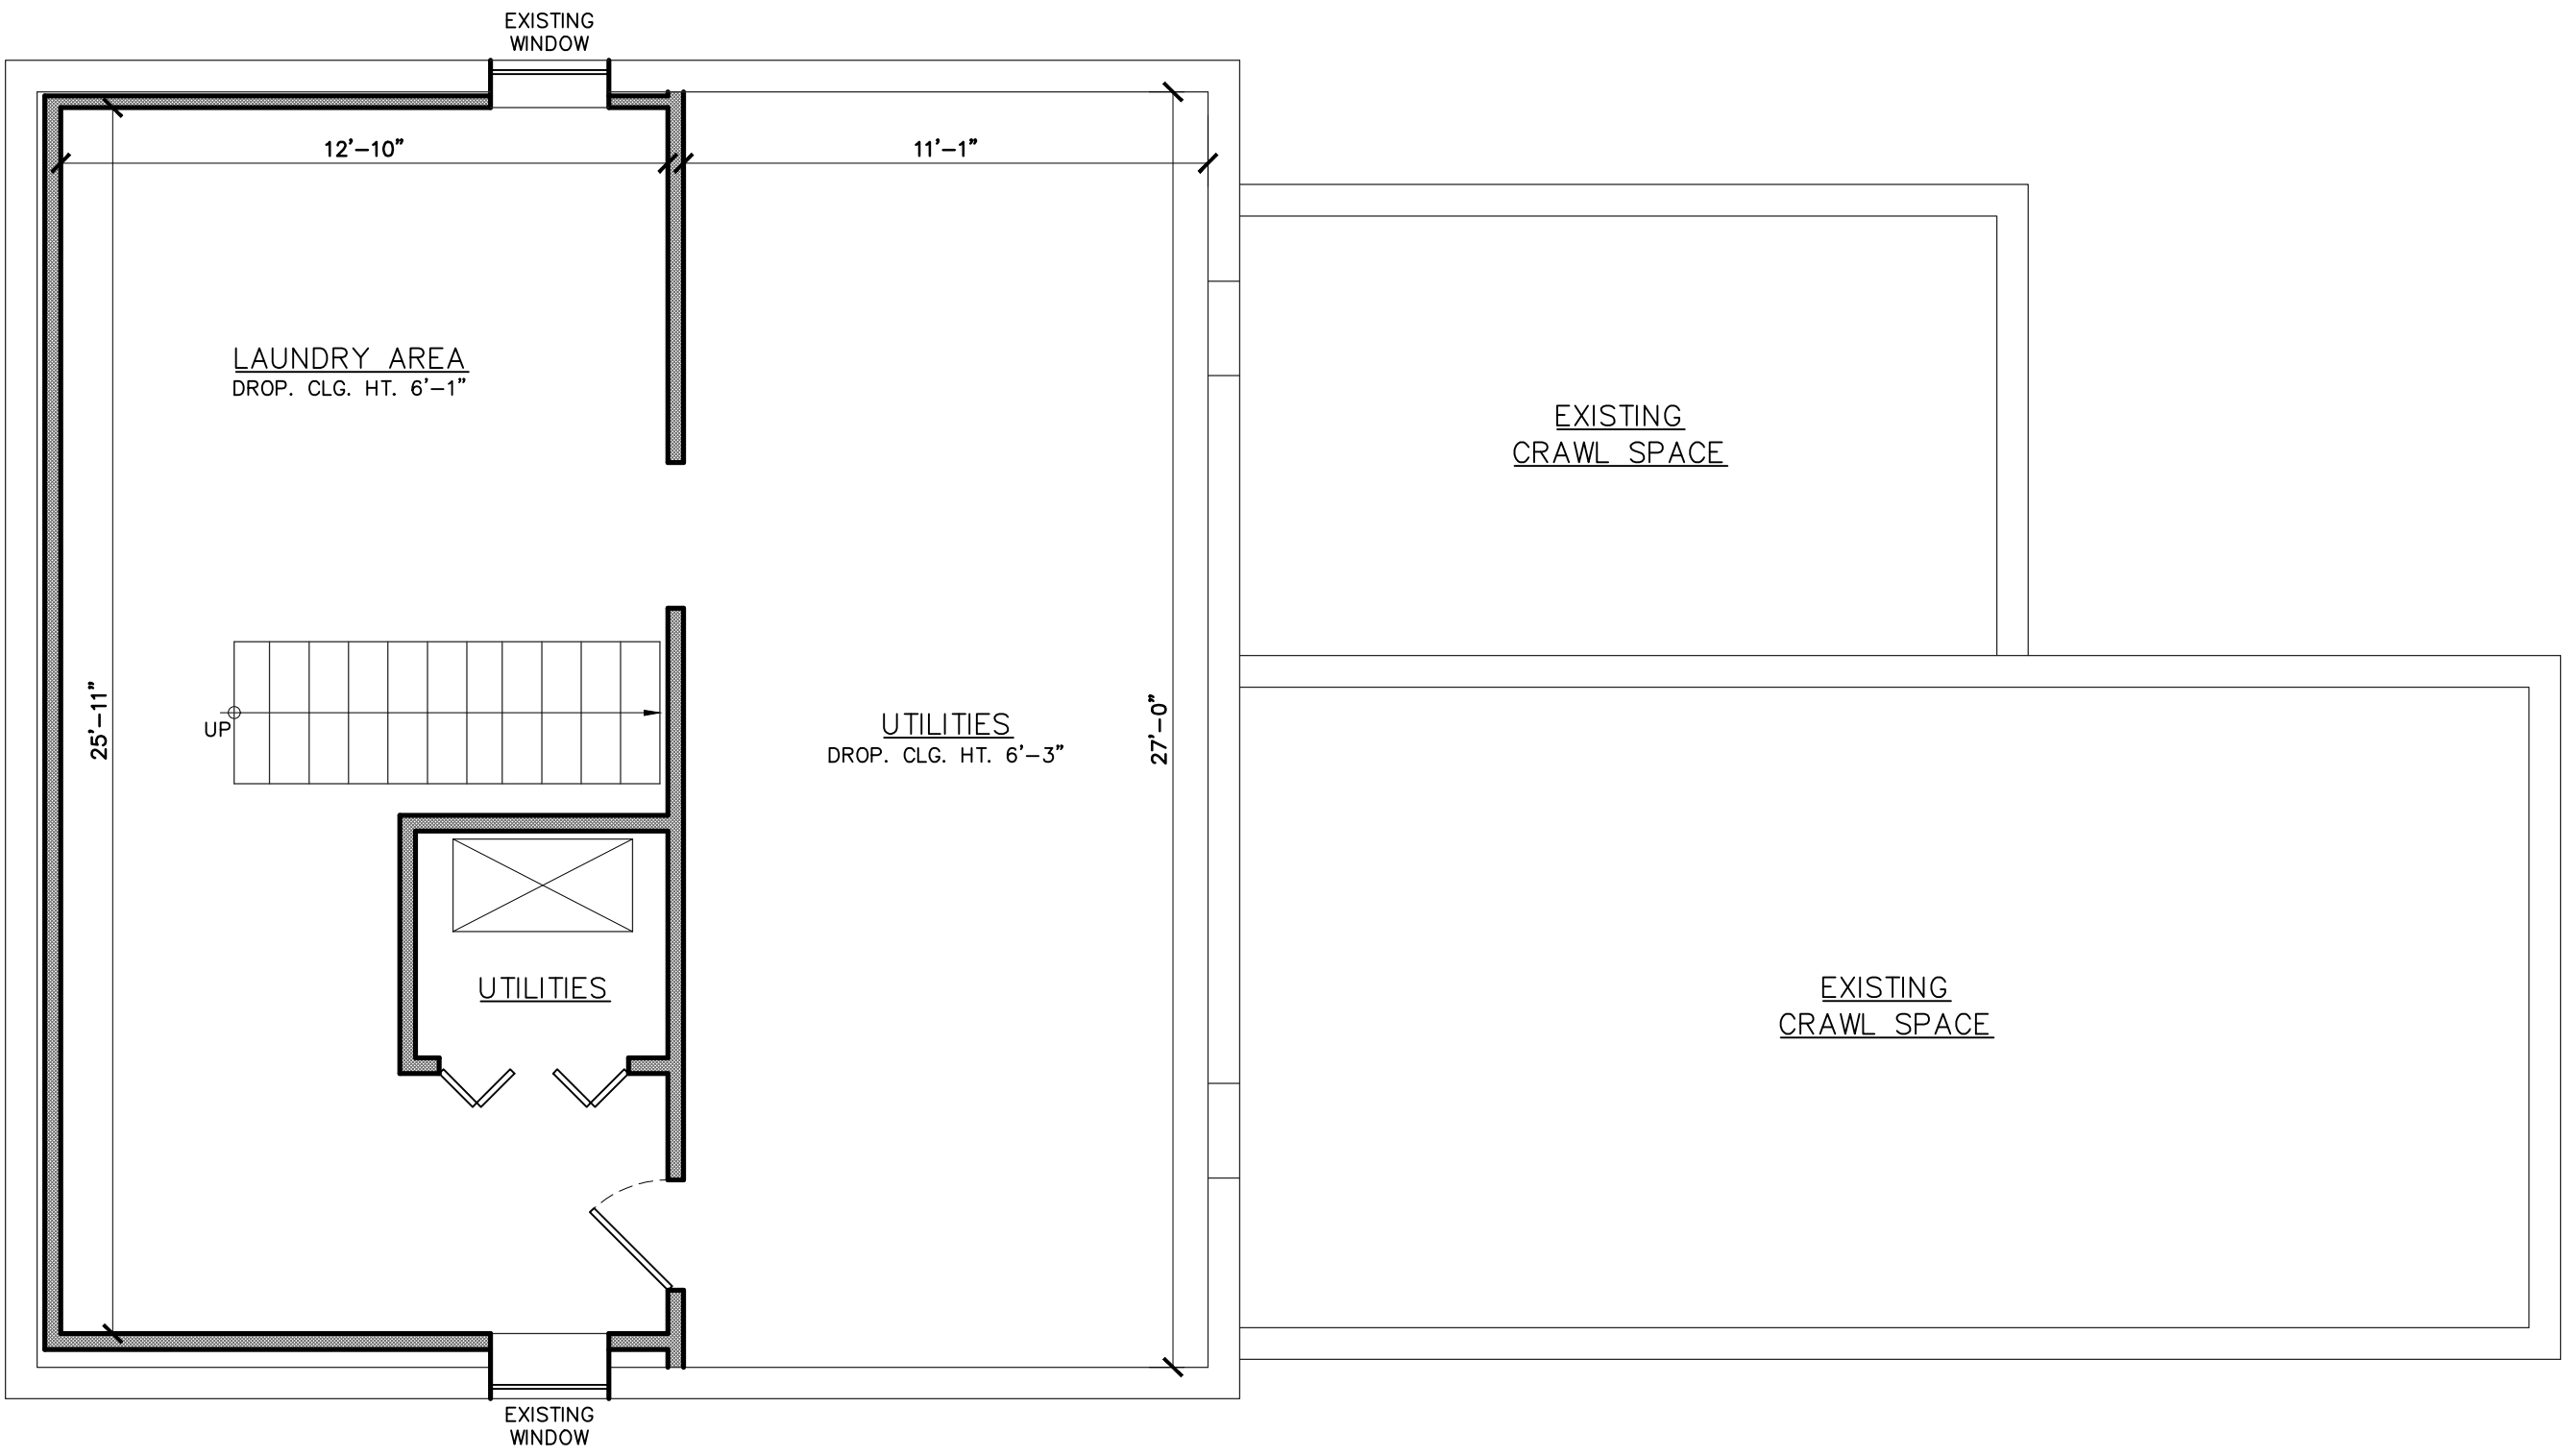 EXISTING
WINDOW
12'-10"
11'-1"
LAUNDRY AREA
DROP. CLG. HT. 6'-1"
EXISTING
CRAWL SPACE
25'-11"
UP
UTILITIES
DROP. CLG. HT. 6'-3"
27'-0"
UTILITIES
EXISTING
CRAWL SPACE
EXISTING
WINDOW